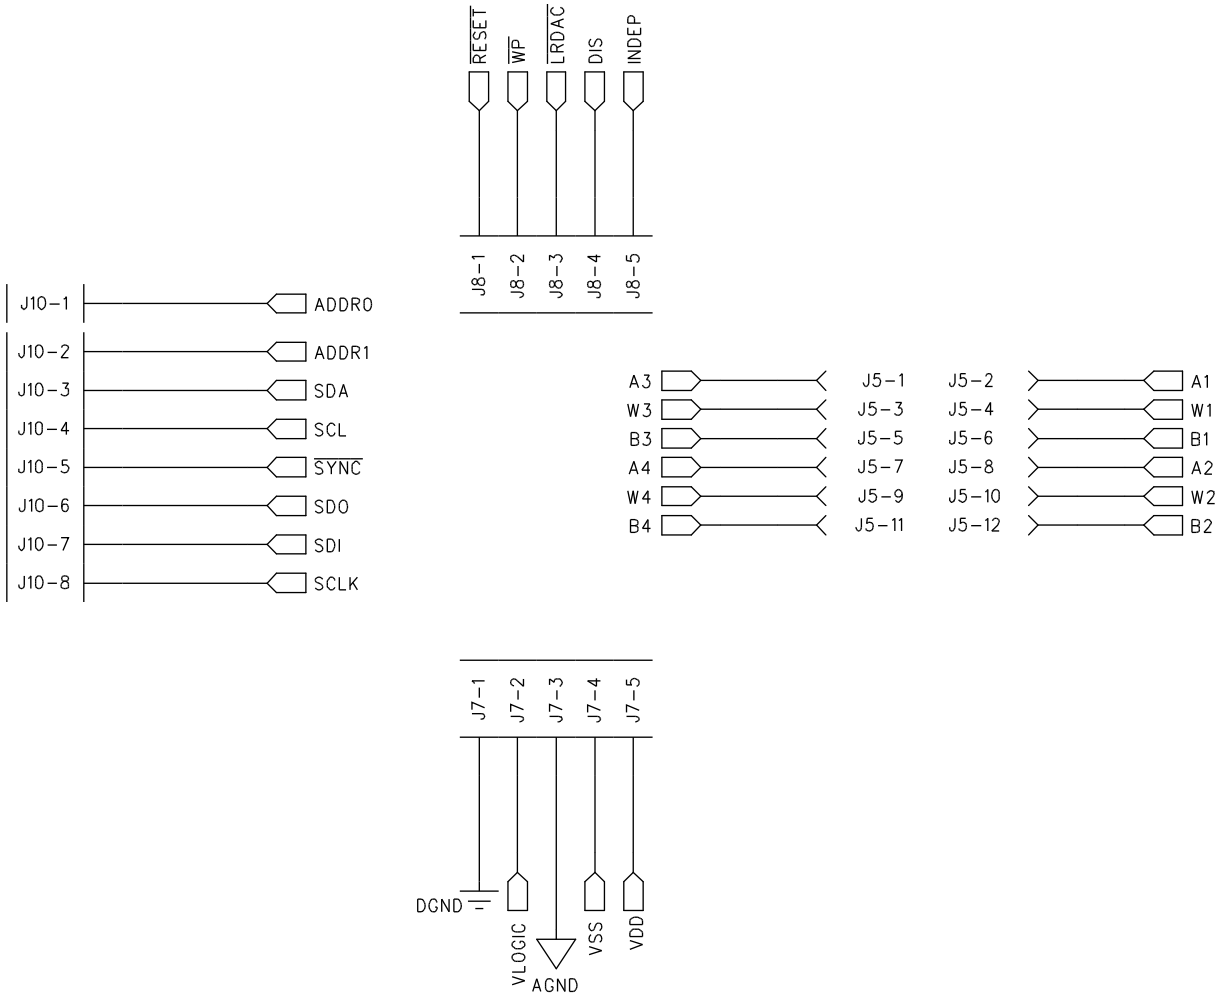 RESET
WP
LRDAC
DIS
INDEP
J8-1
J8-2
J8-3
J8-4
J8-5
J10-1 ADDR0
J10-2 ADDR1
J10-3 SDA
J10-4 SCL
J10-5 SYNC
J10-6 SDO
J10-7 SDI
J10-8 SCLK
A3 J5-1 J5-2 A1
W3 J5-3 J5-4 W1
B3 J5-5 J5-6 B1
A4 J5-7 J5-8 A2
W4 J5-9 J5-10 W2
B4 J5-11 J5-12 B2
J7-1
J7-2
J7-3
J7-4
J7-5
DGND
VLOGIC
AGND
VSS
VDD